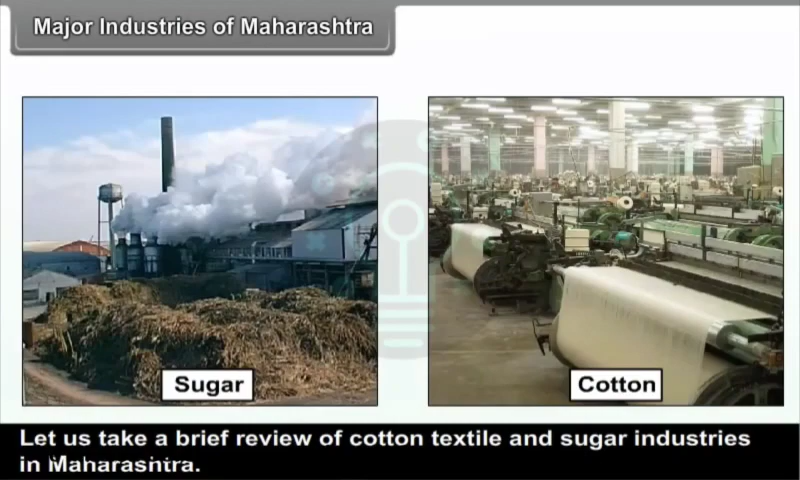 Major Industries of Maharashtra
Sugar
Cotton
Let us take a brief review of cotton textile and sugar industries
in Maharashtra.